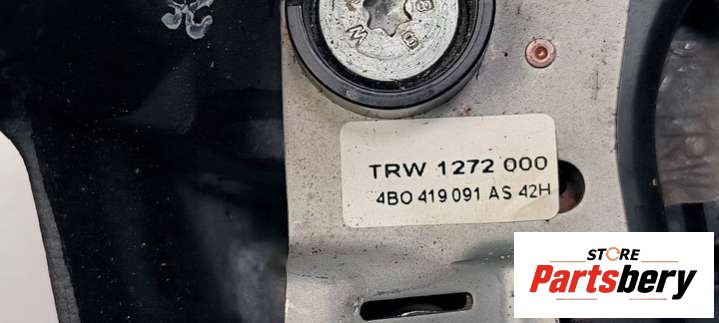 TRW 1272 000
4B0 419 091 AS 42H
STORE
Partsbery